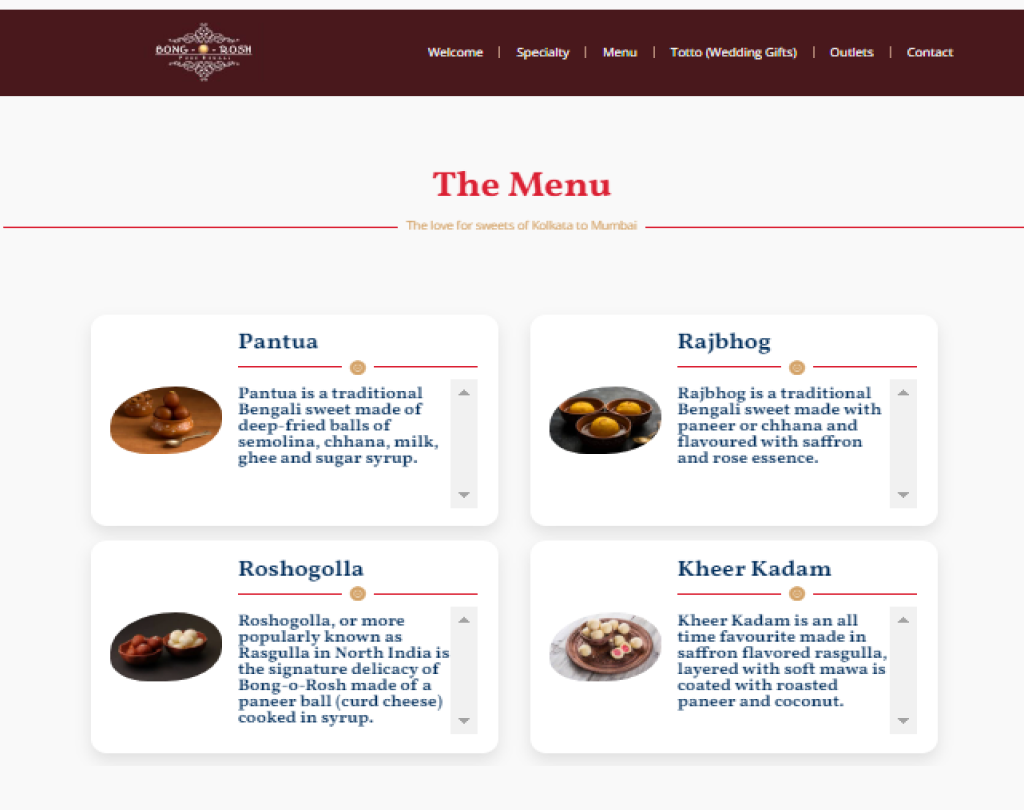 BONG - O - ROSH
PURE BENGALI
Welcome | Specialty | Menu | Totto (Wedding Gifts) | Outlets | Contact
The Menu
The love for sweets of Kolkata to Mumbai
Pantua
Pantua is a traditional
Bengali sweet made of
deep-fried balls of
semolina, chhana, milk,
ghee and sugar syrup.
Rajbhog
Rajbhog is a traditional
Bengali sweet made with
paneer or chhana and
flavoured with saffron
and rose essence.
Roshogolla
Roshogolla, or more
popularly known as
Rasgulla in North India is
the signature delicacy of
Bong-o-Rosh made of a
paneer ball (curd cheese)
cooked in syrup.
Kheer Kadam
Kheer Kadam is an all
time favourite made in
saffron flavored rasgulla,
layered with soft mawa is
coated with roasted
paneer and coconut.